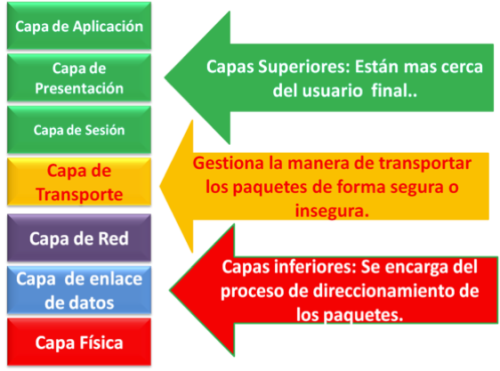 Capa de Aplicación
Capa de
Presentación
Capa de Sesión
Capa de
Transporte
Capa de Red
Capa de enlace
de datos
Capa Física
Capas Superiores: Están mas cerca
del usuario final..
Gestiona la manera de transportar
los paquetes de forma segura o
insegura.
Capas inferiores: Se encarga del
proceso de direccionamiento de
los paquetes.